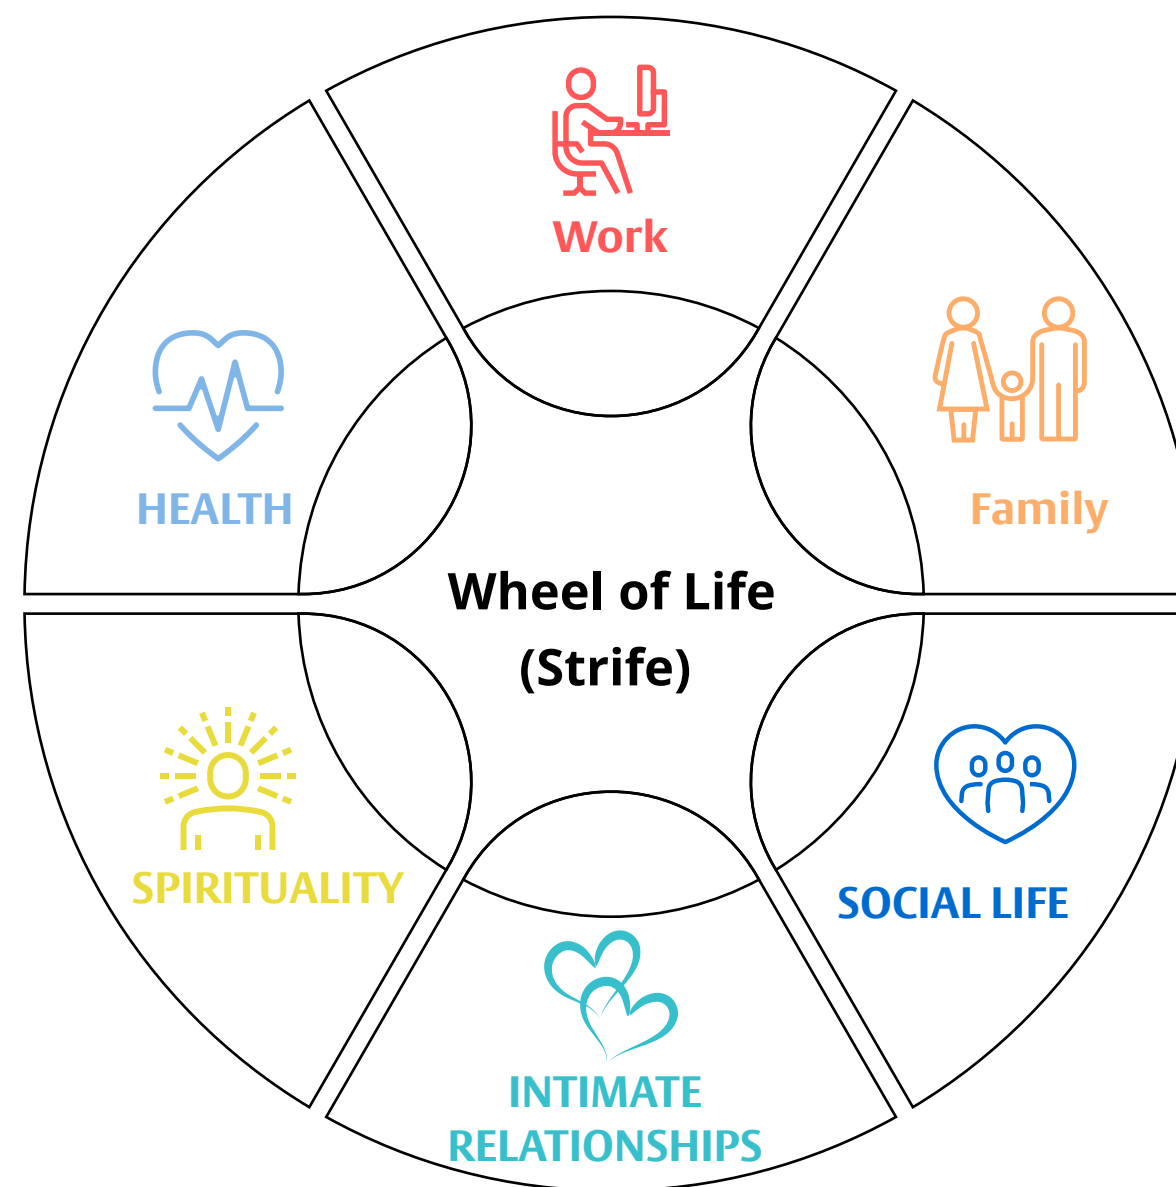 Work
HEALTH
Family
Wheel of Life
(Strife)
SPIRITUALITY
SOCIAL LIFE
INTIMATE
RELATIONSHIPS